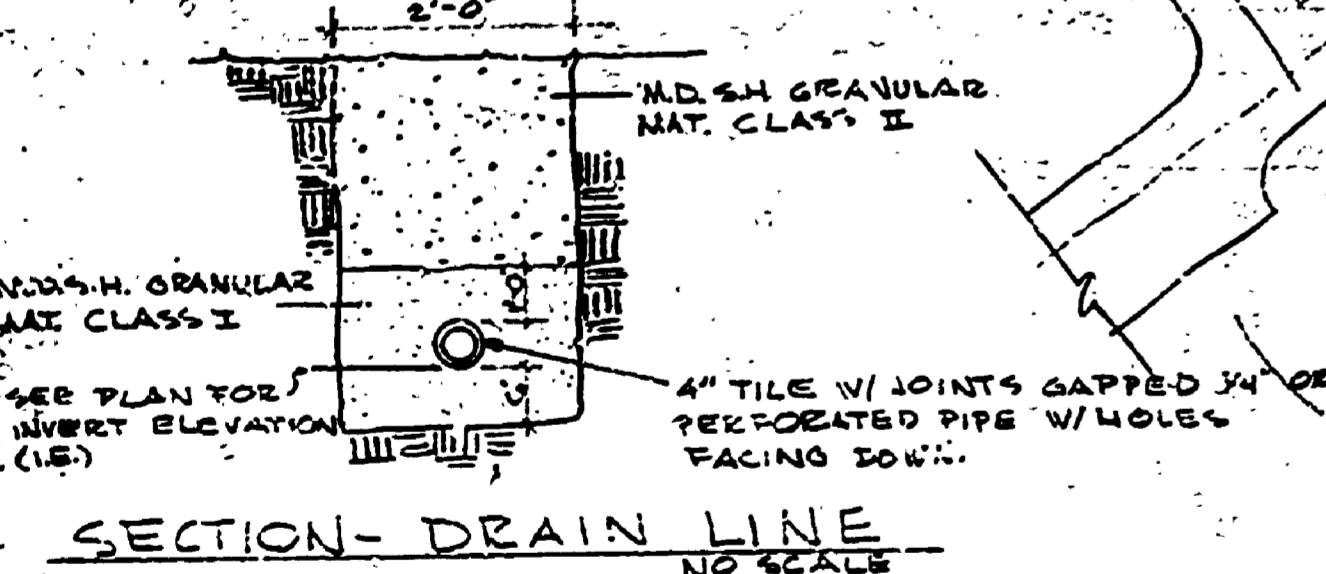 2'-0"
M.D.S.H. GRANULAR
MAT. CLASS II
S.H. GRANULAR
MAT. CLASS I
SEE PLAN FOR
INVERT ELEVATION
(I.E.)
4" TILE W/ JOINTS GAPPED 1/4" OR
PERFORATED PIPE W/ HOLES
FACING DOWN.
SECTION- DRAIN LINE
NO SCALE